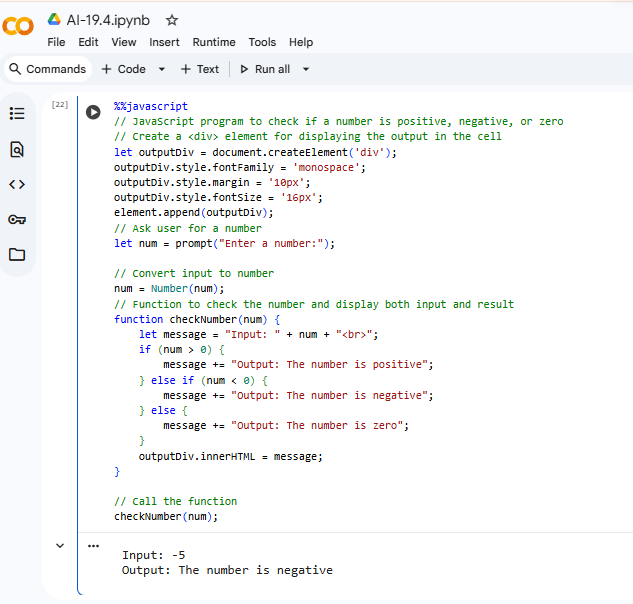 AI-19.4.ipynb
File Edit View Insert Runtime Tools Help
Commands + Code + Text Run all
[22]
%%javascript
// JavaScript program to check if a number is positive, negative, or zero
// Create a <div> element for displaying the output in the cell
let outputDiv = document.createElement('div');
outputDiv.style.fontFamily = 'monospace';
outputDiv.style.margin = '10px';
outputDiv.style.fontSize = '16px';
element.append(outputDiv);
// Ask user for a number
let num = prompt("Enter a number:");

// Convert input to number
num = Number(num);
// Function to check the number and display both input and result
function checkNumber(num) {
    let message = "Input: " + num + "<br>";
    if (num > 0) {
        message += "Output: The number is positive";
    } else if (num < 0) {
        message += "Output: The number is negative";
    } else {
        message += "Output: The number is zero";
    }
    outputDiv.innerHTML = message;
}

// Call the function
checkNumber(num);
Input: -5
Output: The number is negative